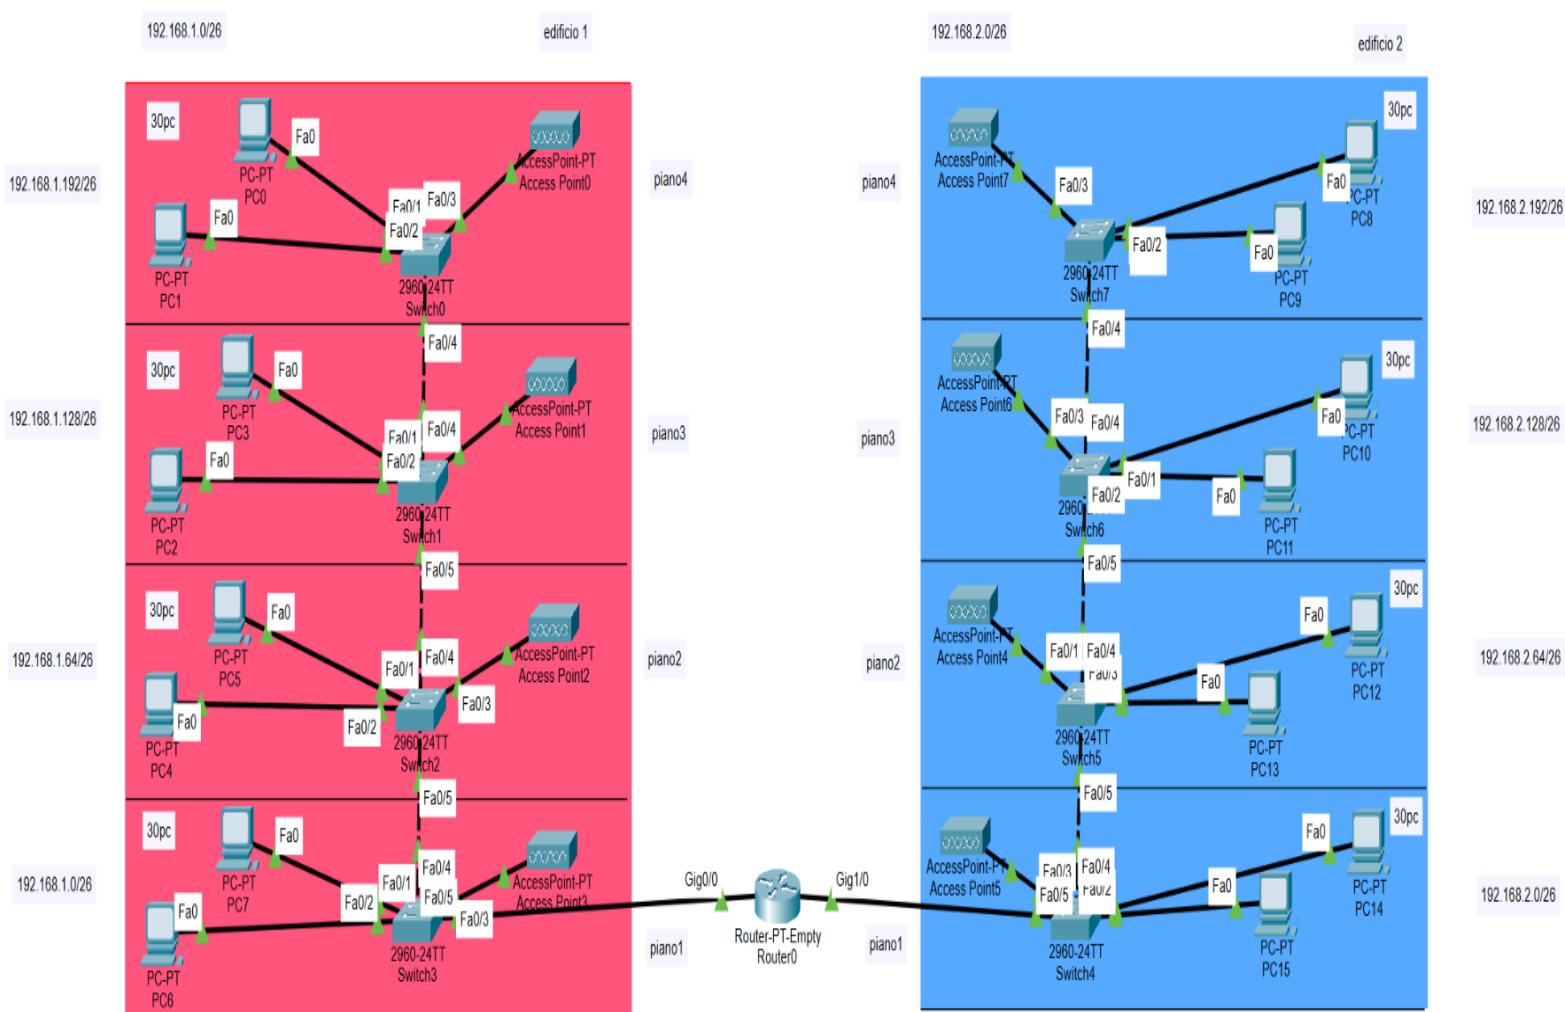 192.168.1.0/26
edificio 1
192.168.2.0/26
edificio 2
30pc
Fa0
PC-PT
PC0
Fa0
PC-PT
PC1
Fa0/1
Fa0/2
Fa0/3
AccessPoint-PT
Access Point0
2960-24TT
Switch0
Fa0/4
192.168.1.192/26
piano4
30pc
Fa0
PC-PT
PC3
Fa0
PC-PT
PC2
Fa0/1
Fa0/2
Fa0/4
AccessPoint-PT
Access Point1
2960-24TT
Switch1
Fa0/5
192.168.1.128/26
piano3
30pc
Fa0
PC-PT
PC5
Fa0
PC-PT
PC4
Fa0/1
Fa0/2
Fa0/4
Fa0/3
AccessPoint-PT
Access Point2
2960-24TT
Switch2
Fa0/5
192.168.1.64/26
piano2
30pc
Fa0
PC-PT
PC7
Fa0
PC-PT
PC6
Fa0/1
Fa0/2
Fa0/4
Fa0/5
Fa0/3
AccessPoint-PT
Access Point3
2960-24TT
Switch3
192.168.1.0/26
piano1
Gig0/0
Gig1/0
Router-PT-Empty
Router0
piano4
AccessPoint-PT
Access Point7
Fa0/3
30pc
Fa0
PC-PT
PC8
Fa0/2
Fa0
PC-PT
PC9
2960-24TT
Switch7
Fa0/4
192.168.2.192/26
piano3
AccessPoint-PT
Access Point6
Fa0/3
Fa0/4
30pc
Fa0
PC-PT
PC10
Fa0/1
Fa0/2
Fa0
PC-PT
PC11
Switch6
Fa0/5
192.168.2.128/26
piano2
AccessPoint-PT
Access Point4
Fa0/1
Fa0/4
Fa0/3
30pc
Fa0
PC-PT
PC12
Fa0
PC-PT
PC13
2960-24TT
Switch5
Fa0/5
192.168.2.64/26
piano1
AccessPoint-PT
Access Point5
Fa0/3
Fa0/4
Fa0/5
Fa0/2
30pc
Fa0
PC-PT
PC14
Fa0
PC-PT
PC15
2960-24TT
Switch4
192.168.2.0/26